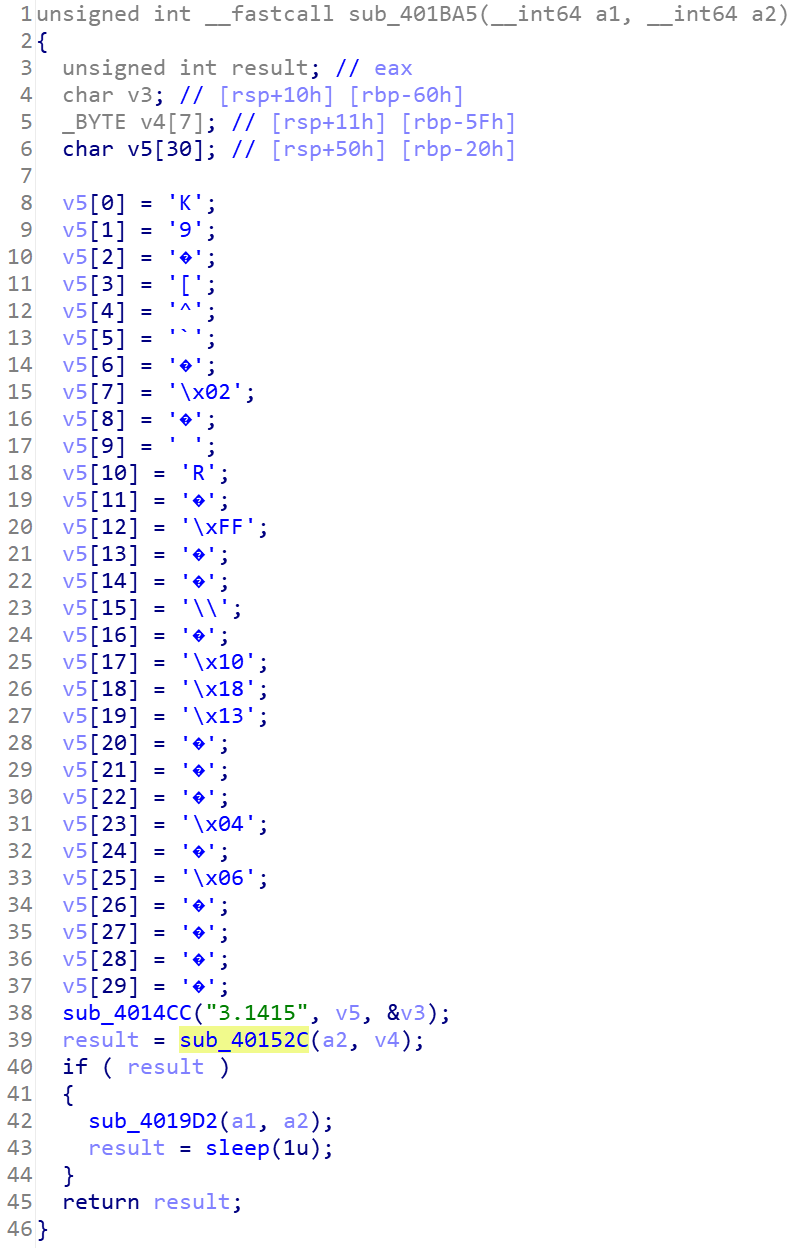 1 unsigned int __fastcall sub_401BA5(__int64 a1, __int64 a2)
2 {
3   unsigned int result; // eax
4   char v3; // [rsp+10h] [rbp-60h]
5   _BYTE v4[7]; // [rsp+11h] [rbp-5Fh]
6   char v5[30]; // [rsp+50h] [rbp-20h]
7
8   v5[0] = 'K';
9   v5[1] = '9';
10   v5[2] = '�';
11   v5[3] = '[';
12   v5[4] = '^';
13   v5[5] = '`';
14   v5[6] = '�';
15   v5[7] = '\x02';
16   v5[8] = '�';
17   v5[9] = ' ';
18   v5[10] = 'R';
19   v5[11] = '�';
20   v5[12] = '\xFF';
21   v5[13] = '�';
22   v5[14] = '�';
23   v5[15] = '\\';
24   v5[16] = '�';
25   v5[17] = '\x10';
26   v5[18] = '\x18';
27   v5[19] = '\x13';
28   v5[20] = '�';
29   v5[21] = '�';
30   v5[22] = '�';
31   v5[23] = '\x04';
32   v5[24] = '�';
33   v5[25] = '\x06';
34   v5[26] = '�';
35   v5[27] = '�';
36   v5[28] = '�';
37   v5[29] = '�';
38   sub_4014CC("3.1415", v5, &v3);
39   result = sub_40152C(a2, v4);
40   if ( result )
41   {
42     sub_4019D2(a1, a2);
43     result = sleep(1u);
44   }
45   return result;
46 }